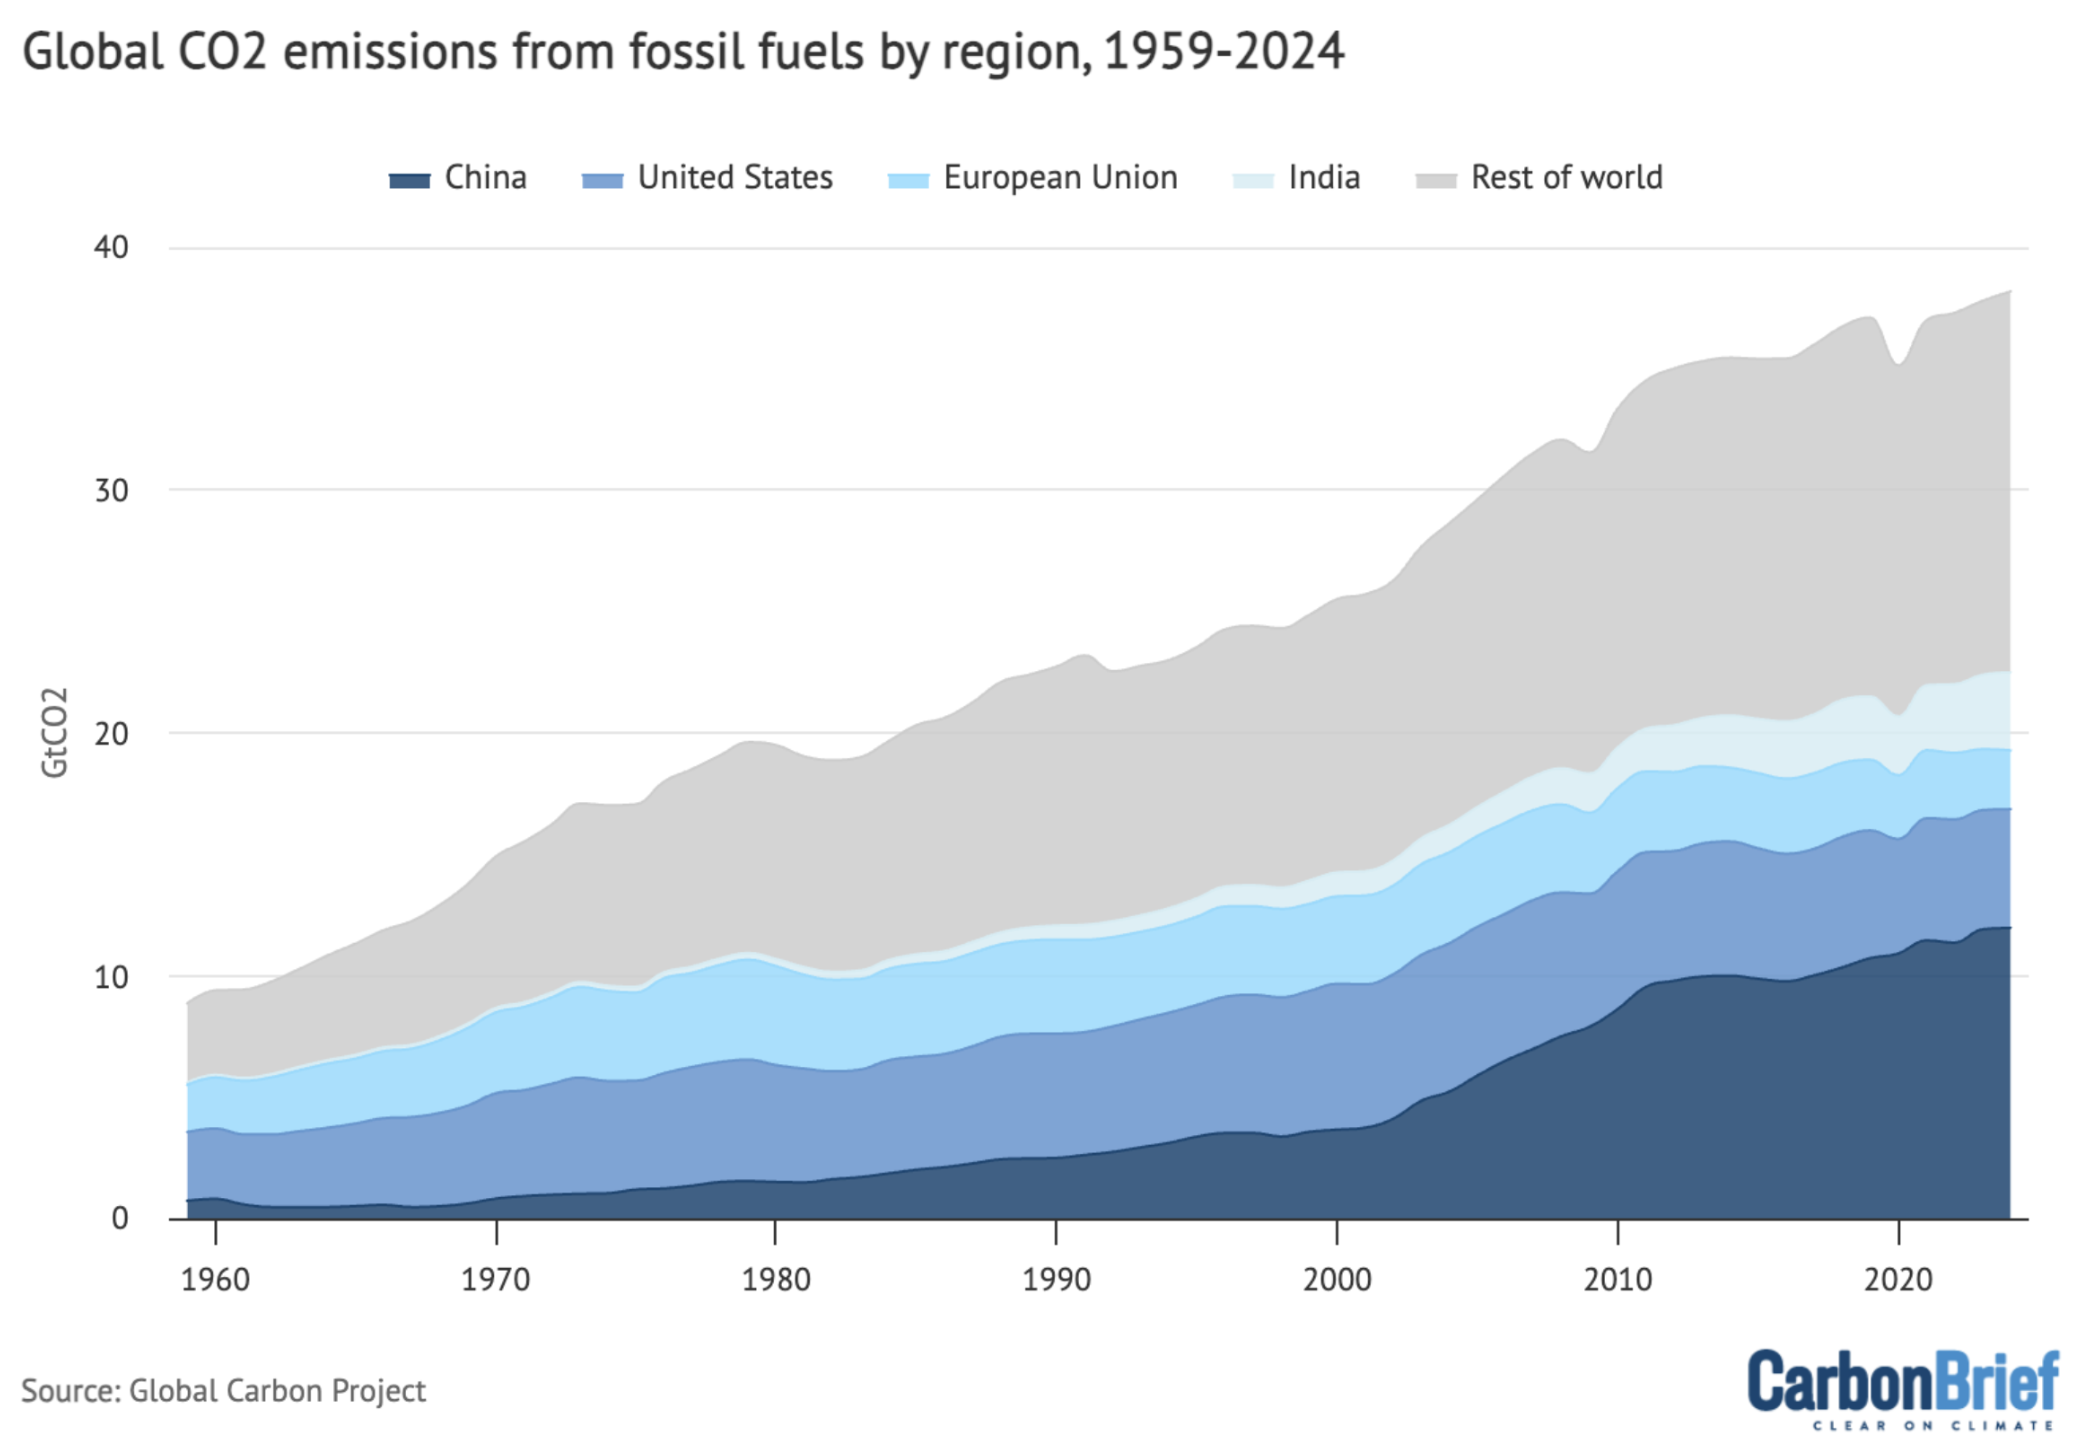 Global CO2 emissions from fossil fuels by region, 1959-2024
China United States European Union India Rest of world
40
30
20
10
0
GtCO2
1960 1970 1980 1990 2000 2010 2020
Source: Global Carbon Project
CarbonBrief
CLEAR ON CLIMATE